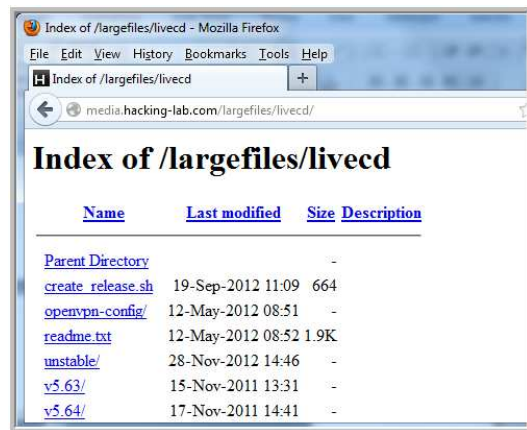 Index of /largefiles/livecd - Mozilla Firefox
File Edit View History Bookmarks Tools Help
Index of /largefiles/livecd +
media.hacking-lab.com/largefiles/livecd/
Index of /largefiles/livecd
Name Last modified Size Description
Parent Directory -
create_release.sh 19-Sep-2012 11:09 664
openvpn-config/ 12-May-2012 08:51 -
readme.txt 12-May-2012 08:52 1.9K
unstable/ 28-Nov-2012 14:46 -
v5.63/ 15-Nov-2011 13:31 -
v5.64/ 17-Nov-2011 14:41 -